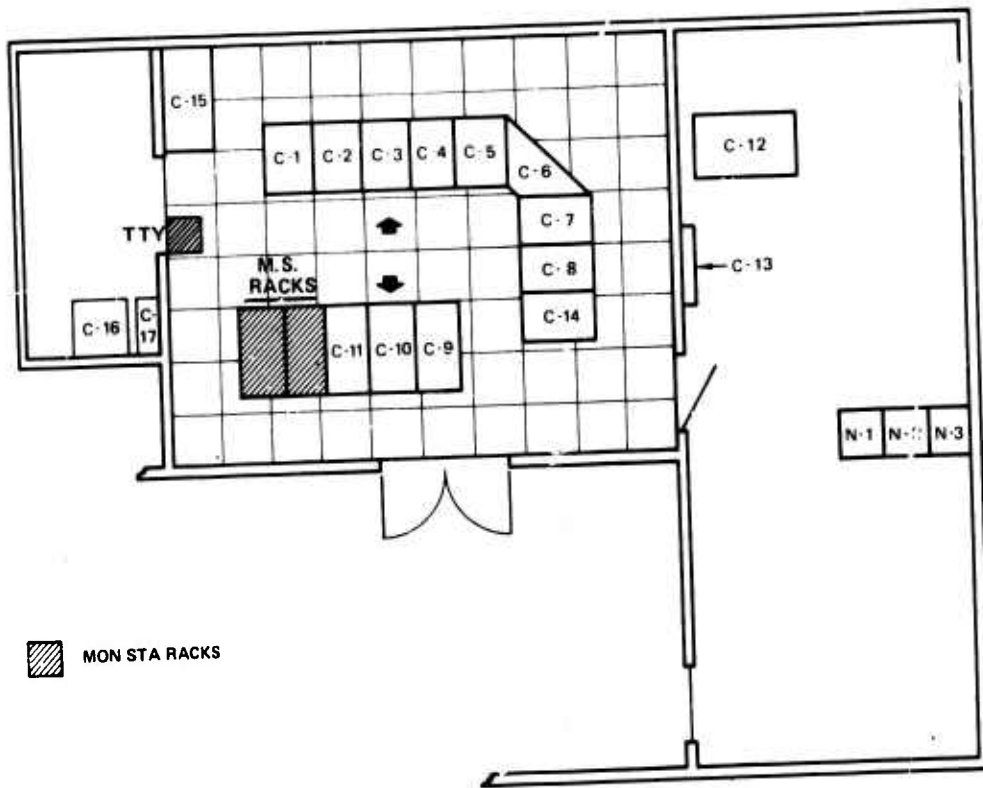 C-15
C-1 C-2 C-3 C-4 C-5
C-6
C-12
C-7
TTY
M.S.
RACKS
C-8
C-13
C-16
C-
17
C-11 C-10 C-9
C-14
N-1 N-3
MON STA RACKS